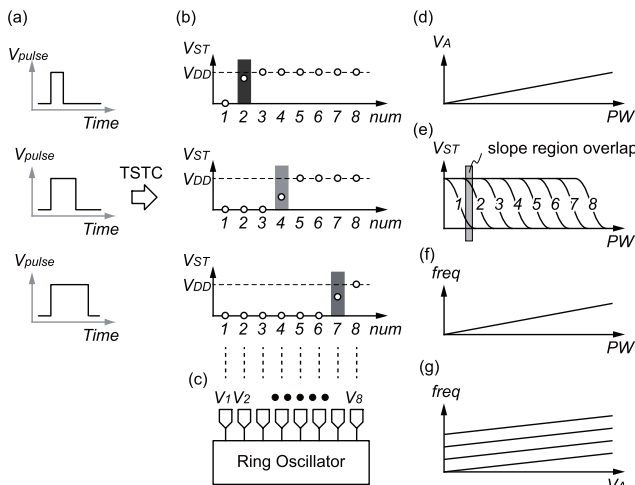 (a)
Vpulse
Time
Vpulse
Time
Vpulse
Time
TSTC
(b)
VST
VDD
1 2 3 4 5 6 7 8 num
VST
VDD
1 2 3 4 5 6 7 8 num
VST
VDD
1 2 3 4 5 6 7 8 num
(c)
V1 V2 V8
Ring Oscillator
(d)
VA
PW
(e)
VST
slope region overlap
1 2 3 4 5 6 7 8
PW
(f)
freq
PW
(g)
freq
VA